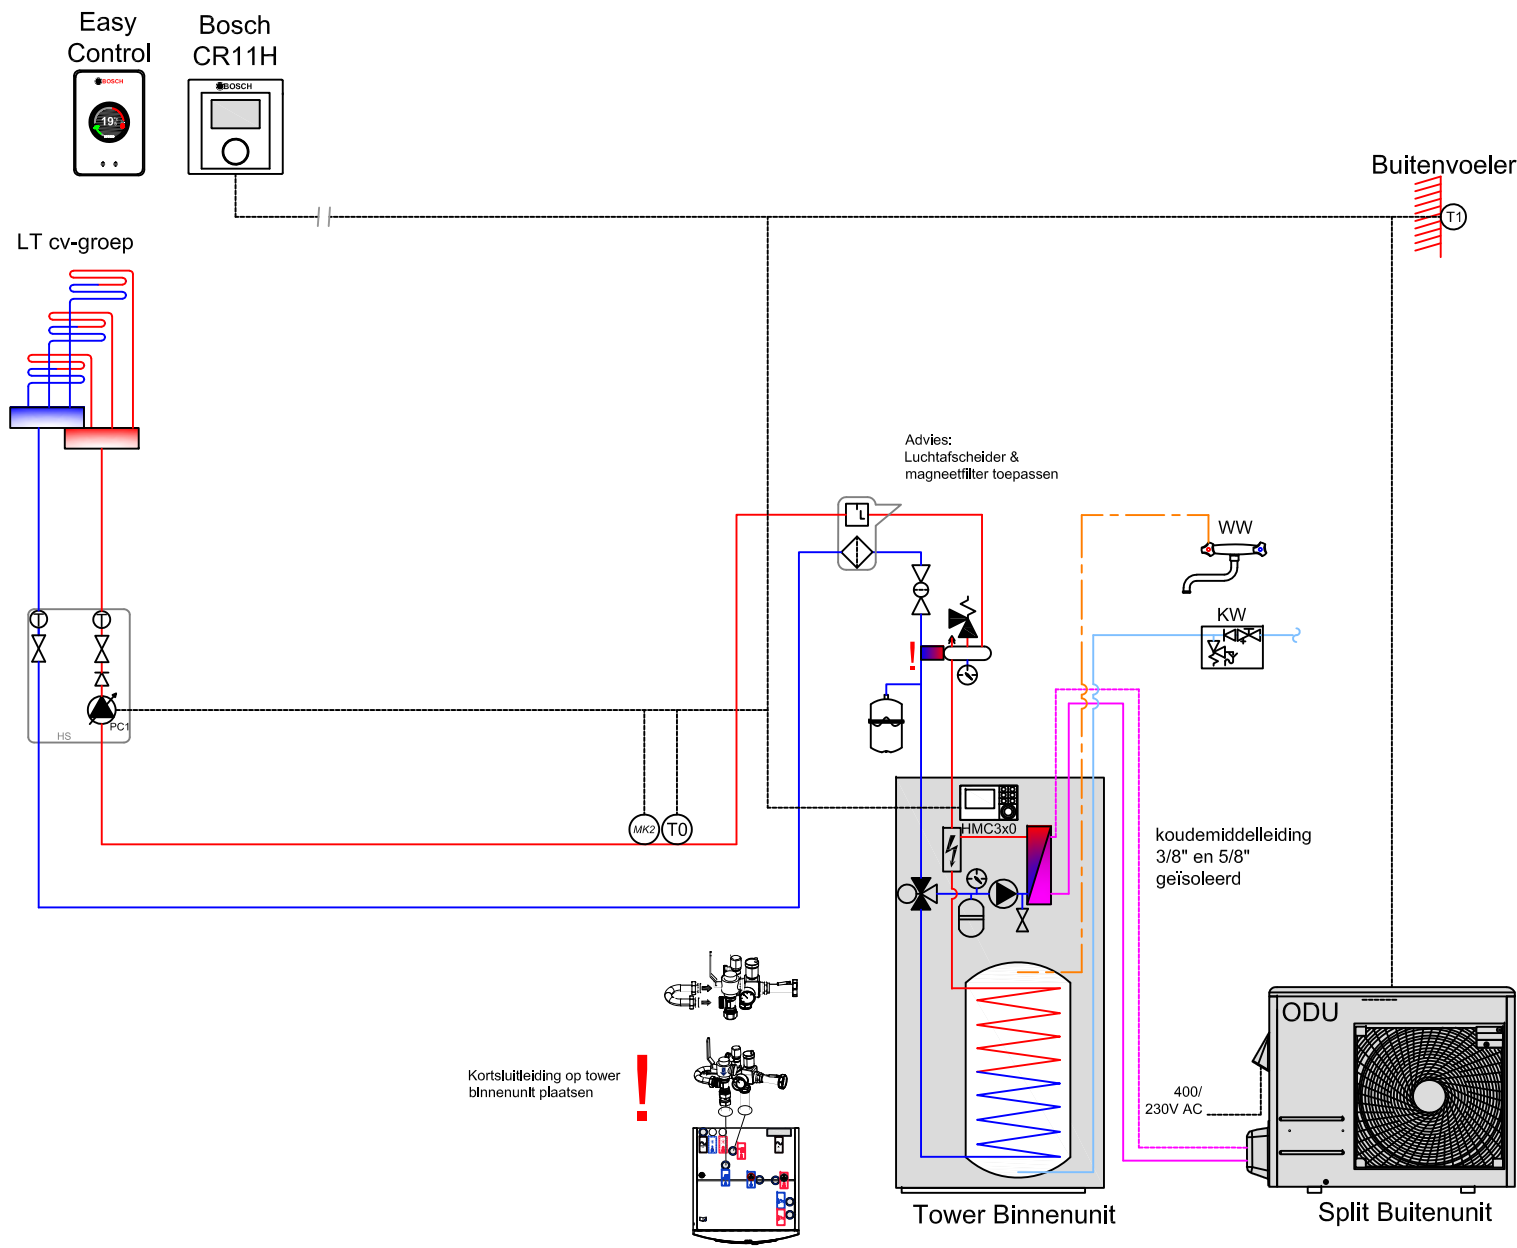 Easy
Control
Bosch
CR11H
BOSCH
BOSCH
19
Buitenvoeler
T1
LT cv-groep
Advies:
Luchtafscheider &
magneetfilter toepassen
L
WW
KW
T
T
!
PC1
HS
MK2
T0
HMC3x0
koudemiddelleiding
3/8" en 5/8"
geïsoleerd
ODU
Kortsluitleiding op tower
binnenunit plaatsen
!
400/
230V AC
Tower Binnenunit
Split Buitenunit